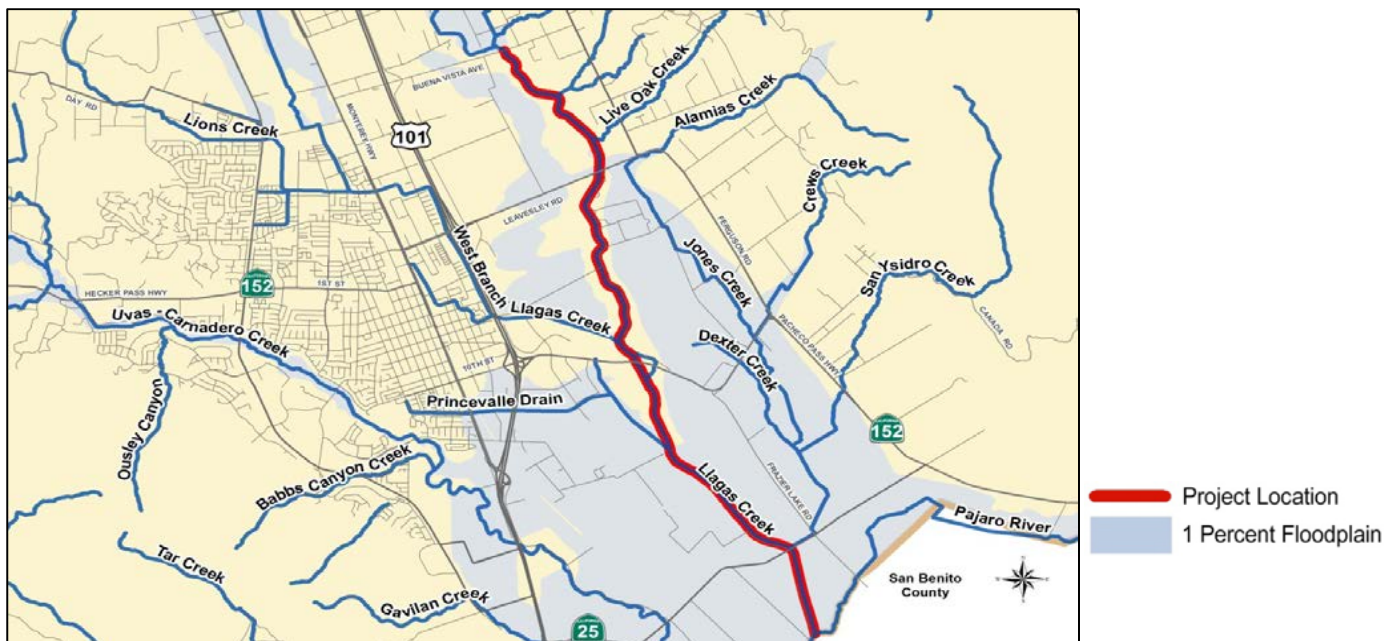 BUENA VISTA AVE
Live Oak Creek
DAY RD
Lions Creek
MONTEREY HWY
101
Alamias Creek
Crews Creek
LEAVESLEY RD
FERGUSON RD
West Branch
Jones Creek
San Ysidro Creek
CALIFORNIA
152
HECKER PASS HWY
1ST ST
Uvas - Carnadero Creek
Llagas Creek
CANADA RD
PACHECO PASS HWY
Dexter Creek
10TH ST
Princevalle Drain
CALIFORNIA
152
Ousley Canyon
Babbs Canyon Creek
Llagas Creek
FRAZIER LAKE RD
Pajaro River
Tar Creek
San Benito
County
Gavilan Creek
CALIFORNIA
25
Project Location
1 Percent Floodplain